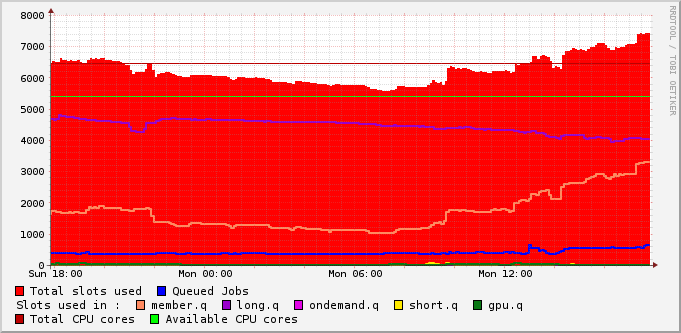 8000
7000
6000
5000
4000
3000
2000
1000
0
Sun 18:00 Mon 00:00 Mon 06:00 Mon 12:00
RRDTOOL / TOBI OETIKER
Total slots used Queued Jobs
Slots used in : member.q long.q ondemand.q short.q gpu.q
Total CPU cores Available CPU cores